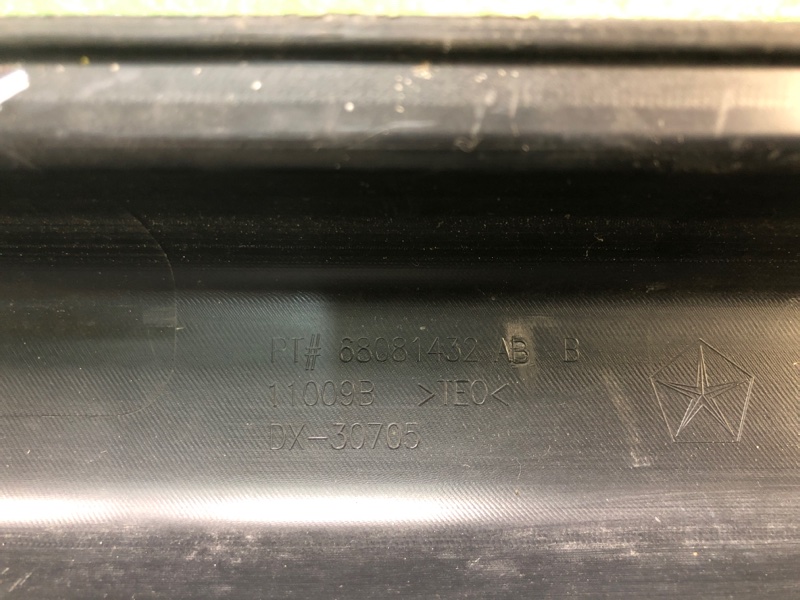 PT# 68081432 AB B
11009B >TEO<
DX-30705